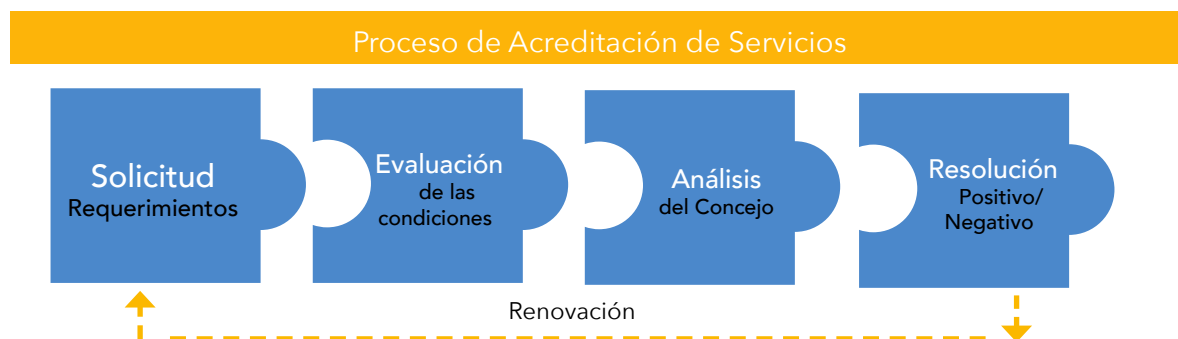 Proceso de Acreditación de Servicios
Solicitud
Requerimientos
Evaluación
de las
condiciones
Análisis
del Concejo
Resolución
Positivo/
Negativo
Renovación